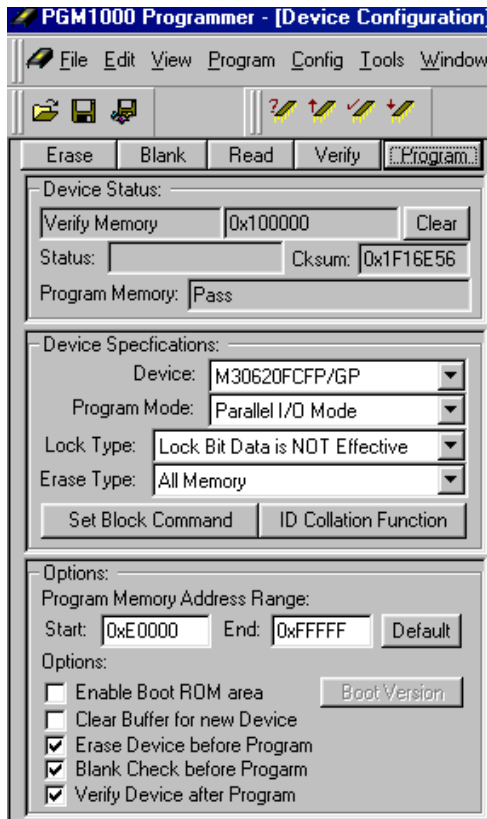 PGM1000 Programmer - [Device Configuration]
File Edit View Program Config Tools Window
Erase Blank Read Verify Program
Device Status:
Verify Memory 0x100000 Clear
Status: Cksum: 0x1F16E56
Program Memory: Pass
Device Specfications:
Device: M30620FCFP/GP
Program Mode: Parallel I/O Mode
Lock Type: Lock Bit Data is NOT Effective
Erase Type: All Memory
Set Block Command ID Collation Function
Options:
Program Memory Address Range:
Start: 0xE0000 End: 0xFFFFF Default
Options:
Enable Boot ROM area Boot Version
Clear Buffer for new Device
Erase Device before Program
Blank Check before Progarm
Verify Device after Program